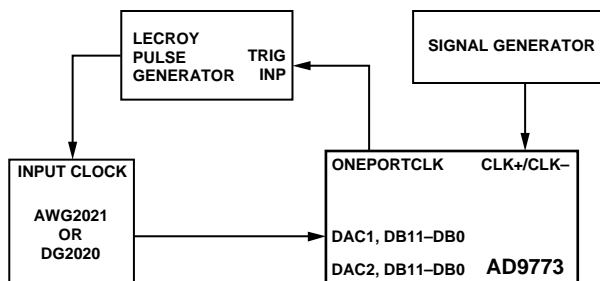 LECROY
PULSE
GENERATOR
TRIG
INP
SIGNAL GENERATOR
INPUT CLOCK
AWG2021
OR
DG2020
ONEPORTCLK
CLK+/CLK–
DAC1, DB11–DB0
DAC2, DB11–DB0
AD9773